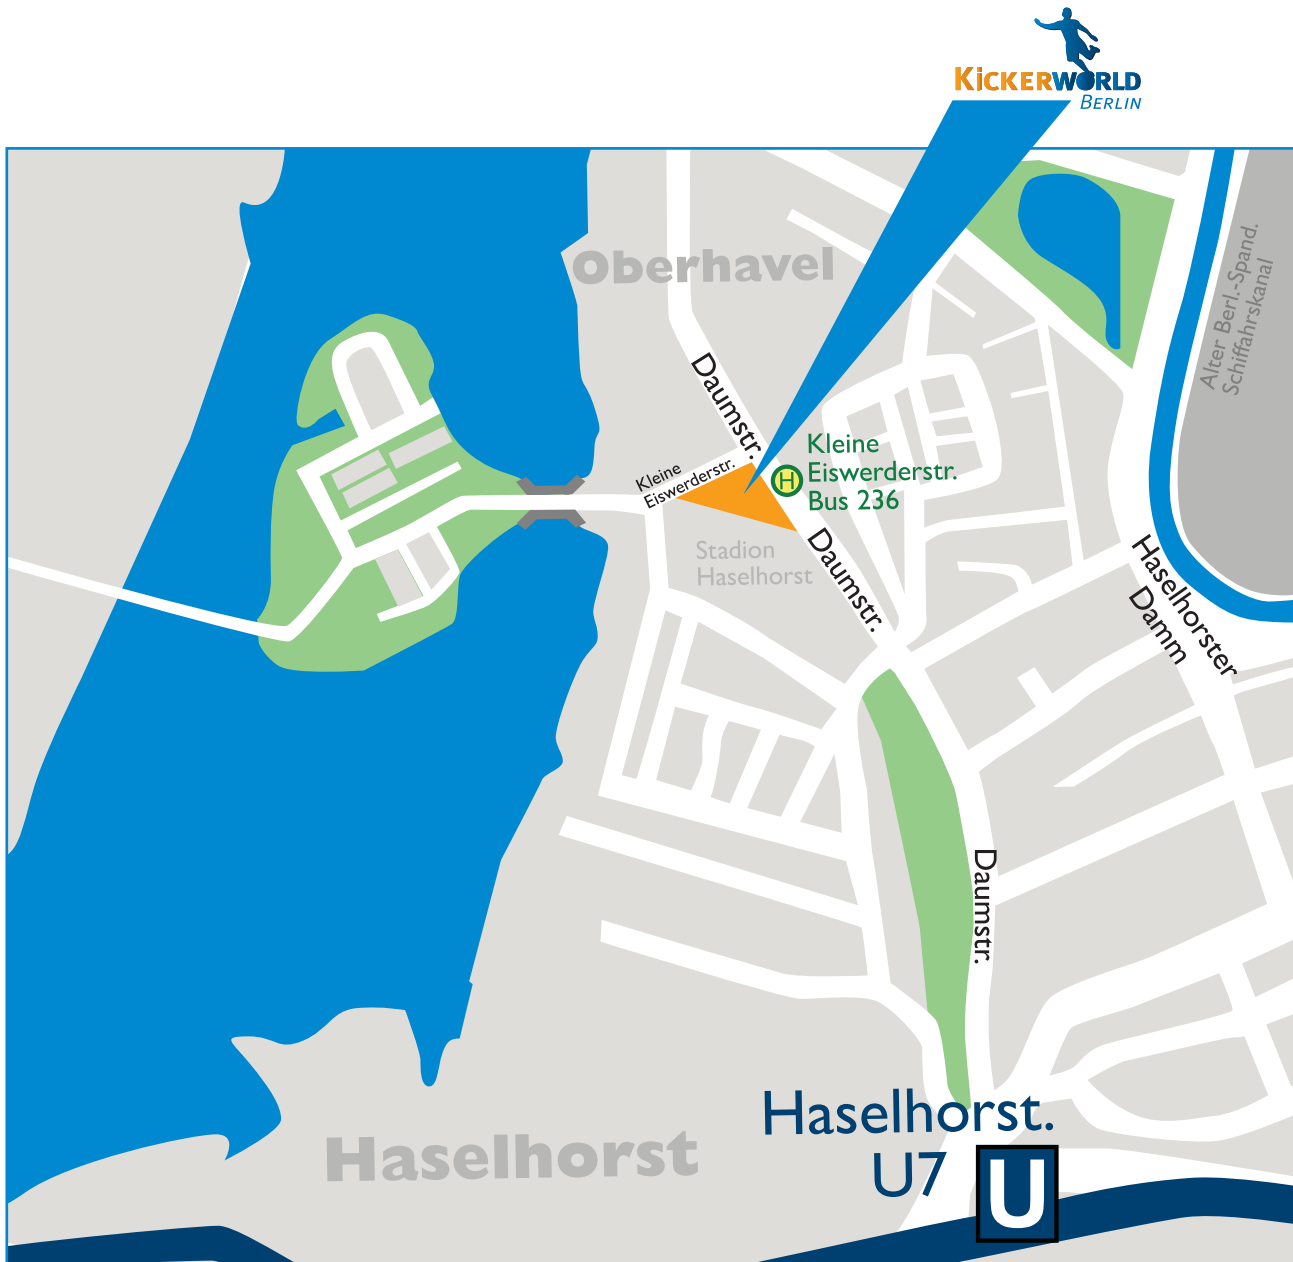 KiCKERWORLD
BERLIN
Alter Berl.-Spand.
Schiffahrskanal
Oberhavel
Daumstr.
Kleine
Eiswerderstr.
Bus 236
H
Kleine
Eiswerderstr.
Stadion
Haselhorst
Daumstr.
Haselhorster
Damm
Daumstr.
Haselhorst.
U7
U
Haselhorst